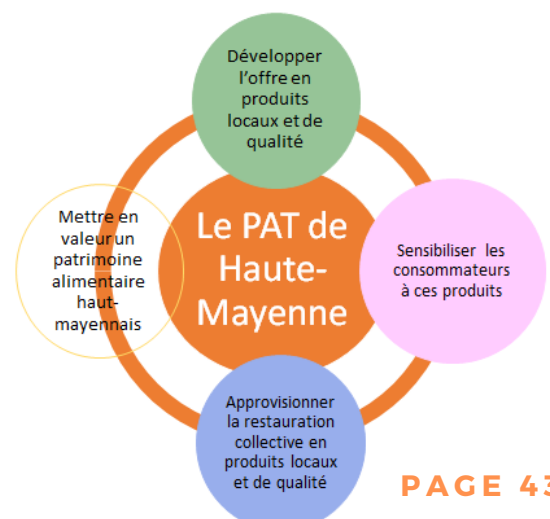 Développer
l'offre en
produits
locaux et de
qualité
Mettre en
valeur un
patrimoine
alimentaire
haut-
mayennais
Le PAT de
Haute-
Mayenne
Sensibiliser les
consommateurs
à ces produits
Approvisionner
la restauration
collective en
produits locaux
et de qualité
PAGE 43